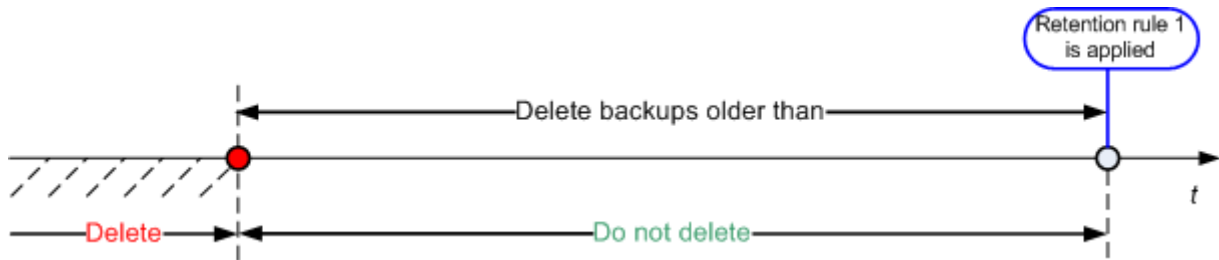 Retention rule 1
is applied
Delete backups older than
t
Delete
Do not delete